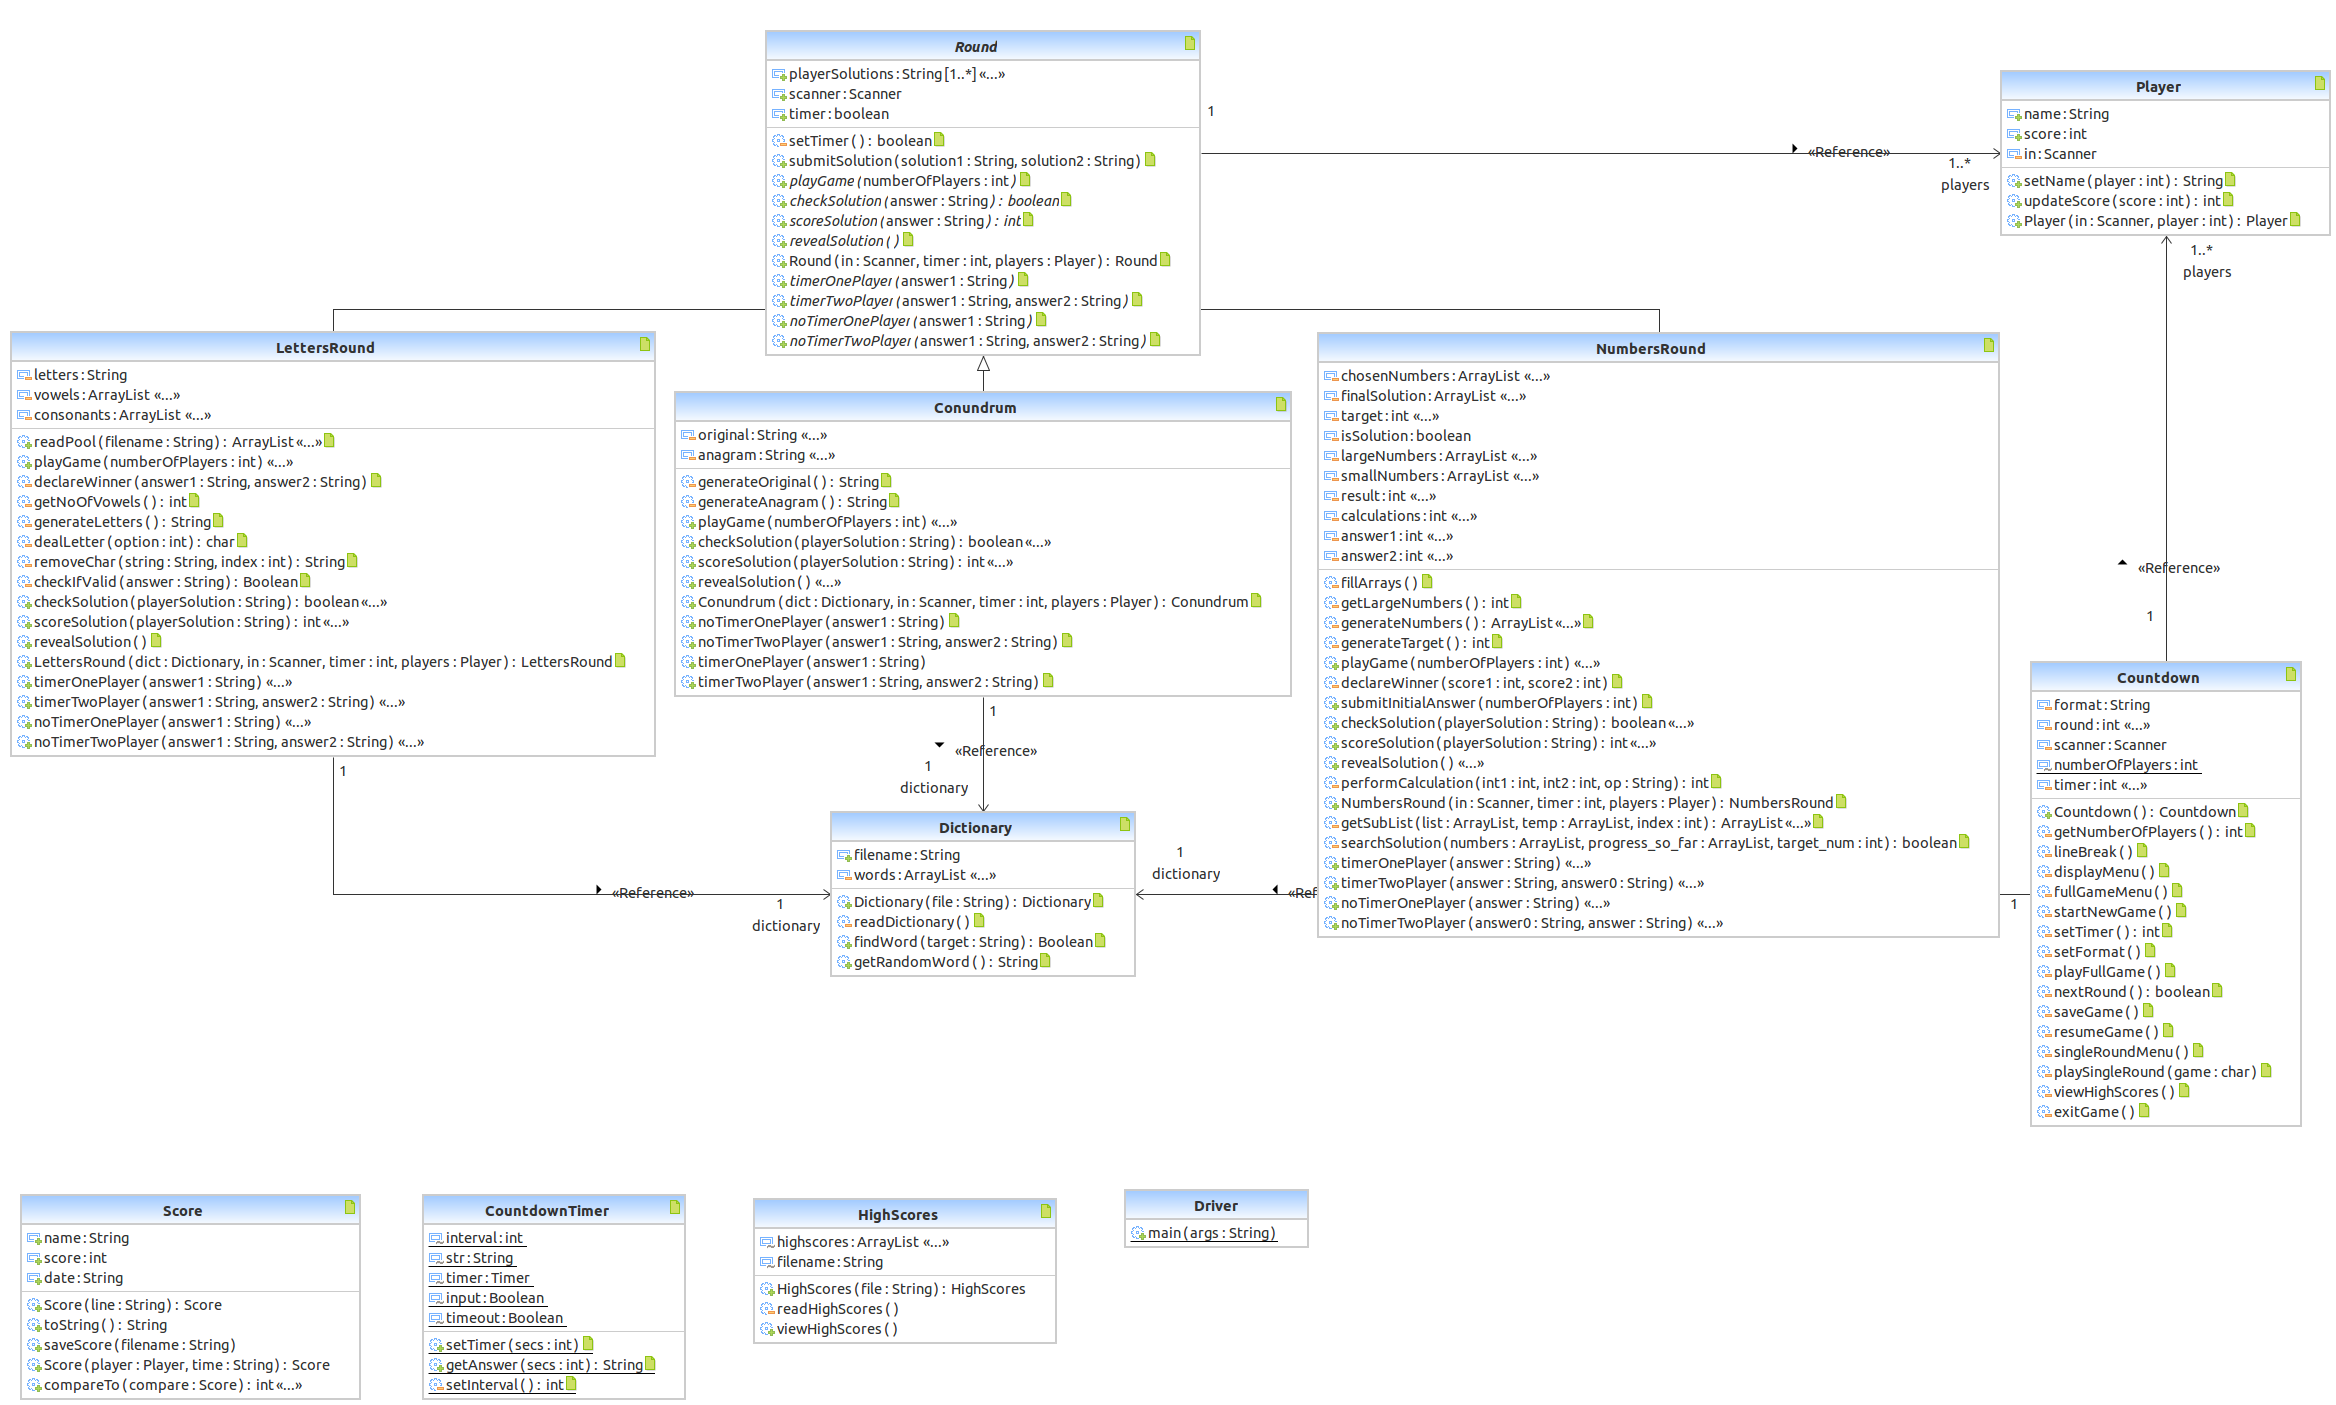 Round
playerSolutions:String[1..*] «...»
scanner:Scanner
timer:boolean
setTimer(): boolean
submitSolution(solution1:String, solution2:String)
playGame(numberOfPlayers:int)
checkSolution(answer:String): boolean
scoreSolution(answer:String): int
revealSolution()
Round(in:Scanner, timer:int, players:Player): Round
timerOnePlayer(answer1:String)
timerTwoPlayer(answer1:String, answer2:String)
noTimerOnePlayer(answer1:String)
noTimerTwoPlayer(answer1:String, answer2:String)
1
«Reference»
1..*
players
Player
name:String
score:int
in:Scanner
setName(player:int): String
updateScore(score:int): int
Player(in:Scanner, player:int): Player
1..*
players
«Reference»
1
LettersRound
letters:String
vowels:ArrayList «...»
consonants:ArrayList «...»
readPool(filename:String): ArrayList«...»
playGame(numberOfPlayers:int) «...»
declareWinner(answer1:String, answer2:String)
getNoOfVowels(): int
generateLetters(): String
dealLetter(option:int): char
removeChar(string:String, index:int): String
checkIfValid(answer:String): Boolean
checkSolution(playerSolution:String): boolean«...»
scoreSolution(playerSolution:String): int«...»
revealSolution()
LettersRound(dict:Dictionary, in:Scanner, timer:int, players:Player): LettersRound
timerOnePlayer(answer1:String) «...»
timerTwoPlayer(answer1:String, answer2:String) «...»
noTimerOnePlayer(answer1:String) «...»
noTimerTwoPlayer(answer1:String, answer2:String) «...»
1
«Reference»
1
dictionary
Conundrum
original:String «...»
anagram:String «...»
generateOriginal(): String
generateAnagram(): String
playGame(numberOfPlayers:int) «...»
checkSolution(playerSolution:String): boolean«...»
scoreSolution(playerSolution:String): int«...»
revealSolution() «...»
Conundrum(dict:Dictionary, in:Scanner, timer:int, players:Player): Conundrum
noTimerOnePlayer(answer1:String)
noTimerTwoPlayer(answer1:String, answer2:String)
timerOnePlayer(answer1:String)
timerTwoPlayer(answer1:String, answer2:String)
1
«Reference»
1
dictionary
Dictionary
filename:String
words:ArrayList «...»
Dictionary(file:String): Dictionary
readDictionary()
findWord(target:String): Boolean
getRandomWord(): String
1
dictionary
«Ref
NumbersRound
chosenNumbers:ArrayList «...»
finalSolution:ArrayList «...»
target:int «...»
isSolution:boolean
largeNumbers:ArrayList «...»
smallNumbers:ArrayList «...»
result:int «...»
calculations:int «...»
answer1:int «...»
answer2:int «...»
fillArrays()
getLargeNumbers(): int
generateNumbers(): ArrayList«...»
generateTarget(): int
playGame(numberOfPlayers:int) «...»
declareWinner(score1:int, score2:int)
submitInitialAnswer(numberOfPlayers:int)
checkSolution(playerSolution:String): boolean«...»
scoreSolution(playerSolution:String): int«...»
revealSolution() «...»
performCalculation(int1:int, int2:int, op:String): int
NumbersRound(in:Scanner, timer:int, players:Player): NumbersRound
getSubList(list:ArrayList, temp:ArrayList, index:int): ArrayList«...»
searchSolution(numbers:ArrayList, progress_so_far:ArrayList, target_num:int): boolean
timerOnePlayer(answer:String) «...»
timerTwoPlayer(answer:String, answer0:String) «...»
noTimerOnePlayer(answer:String) «...»
noTimerTwoPlayer(answer0:String, answer:String) «...»
1
Countdown
format:String
round:int «...»
scanner:Scanner
numberOfPlayers:int
timer:int «...»
Countdown(): Countdown
getNumberOfPlayers(): int
lineBreak()
displayMenu()
fullGameMenu()
startNewGame()
setTimer(): int
setFormat()
playFullGame()
nextRound(): boolean
saveGame()
resumeGame()
singleRoundMenu()
playSingleRound(game:char)
viewHighScores()
exitGame()
Score
name:String
score:int
date:String
Score(line:String): Score
toString(): String
saveScore(filename:String)
Score(player:Player, time:String): Score
compareTo(compare:Score): int«...»
CountdownTimer
interval:int
str:String
timer:Timer
input:Boolean
timeout:Boolean
setTimer(secs:int)
getAnswer(secs:int): String
setInterval(): int
HighScores
highscores:ArrayList «...»
filename:String
HighScores(file:String): HighScores
readHighScores()
viewHighScores()
Driver
main(args:String)